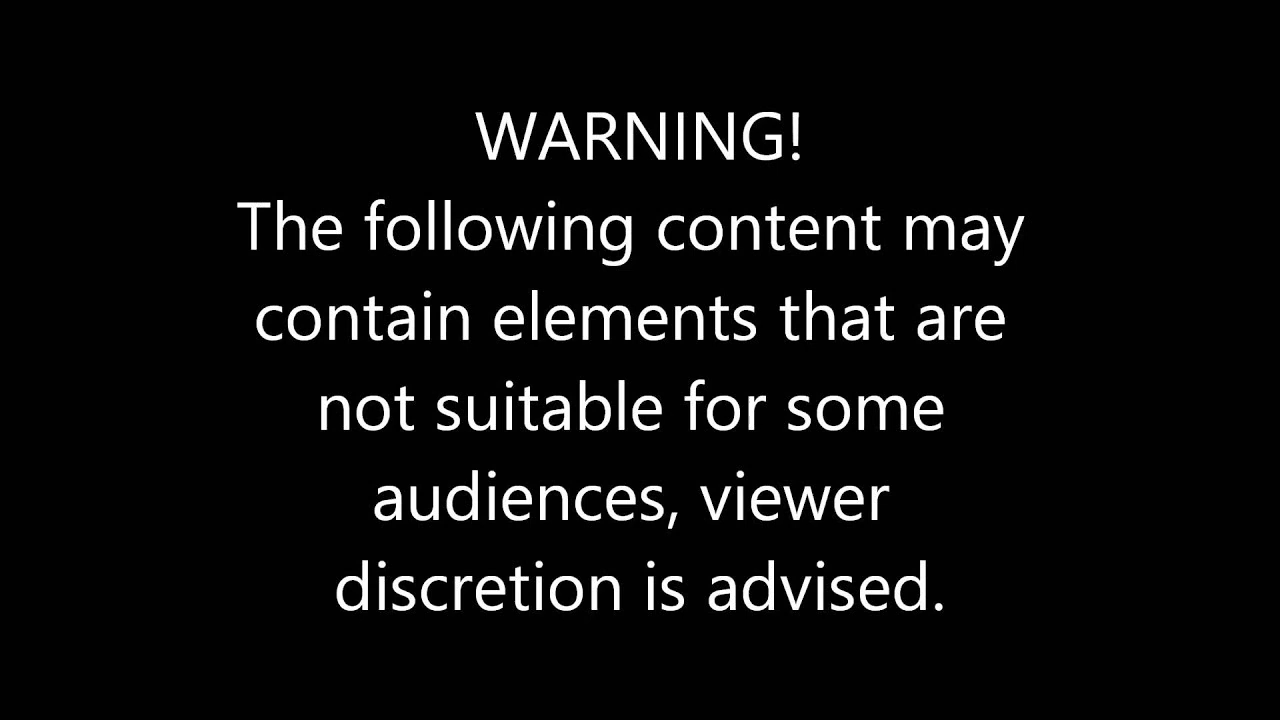 WARNING!
The following content may
contain elements that are
not suitable for some
audiences, viewer
discretion is advised.